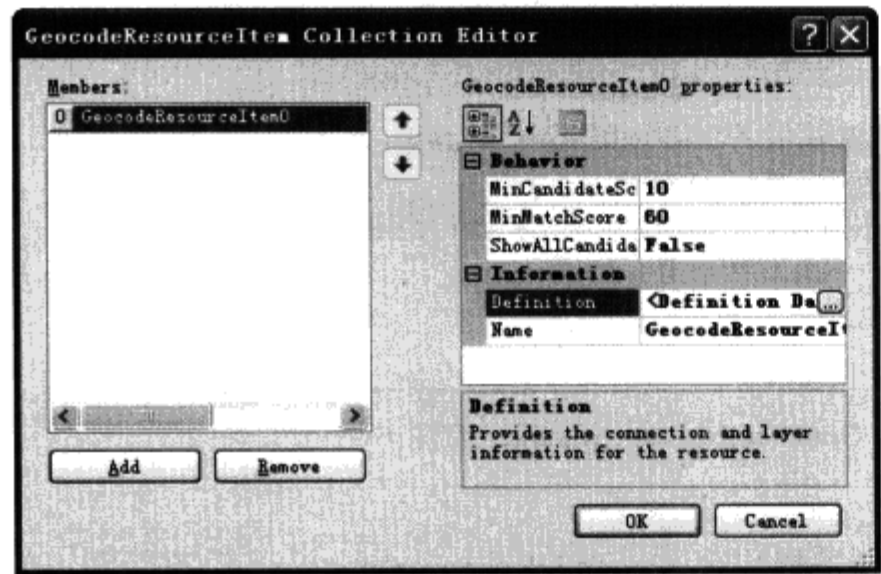 GeocodeResourceItem Collection Editor
Members:
0 GeocodeResourceItem0
Add
Remove
GeocodeResourceItem0 properties:
Behavior
MinCandidateSc 10
MinMatchScore 60
ShowAllCandida False
Information
Definition <Definition Da...
Name GeocodeResourceIt
Definition
Provides the connection and layer
information for the resource.
OK
Cancel